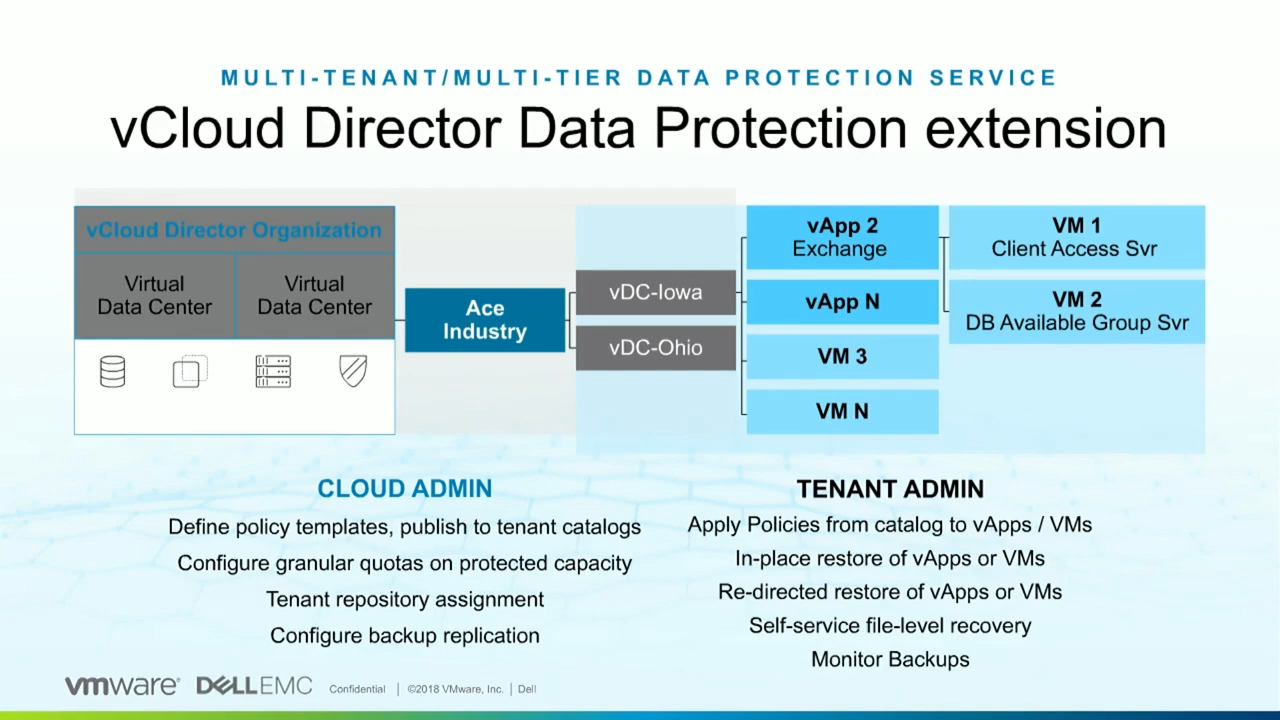 MULTI-TENANT/MULTI-TIER DATA PROTECTION SERVICE
vCloud Director Data Protection extension
vCloud Director Organization
Virtual
Data Center
Virtual
Data Center
Ace
Industry
vDC-Iowa
vDC-Ohio
vApp 2
Exchange
vApp N
VM 3
VM N
VM 1
Client Access Svr
VM 2
DB Available Group Svr
CLOUD ADMIN
Define policy templates, publish to tenant catalogs
Configure granular quotas on protected capacity
Tenant repository assignment
Configure backup replication
TENANT ADMIN
Apply Policies from catalog to vApps / VMs
In-place restore of vApps or VMs
Re-directed restore of vApps or VMs
Self-service file-level recovery
Monitor Backups
vmware® DELLEMC Confidential | ©2018 VMware, Inc. | Dell